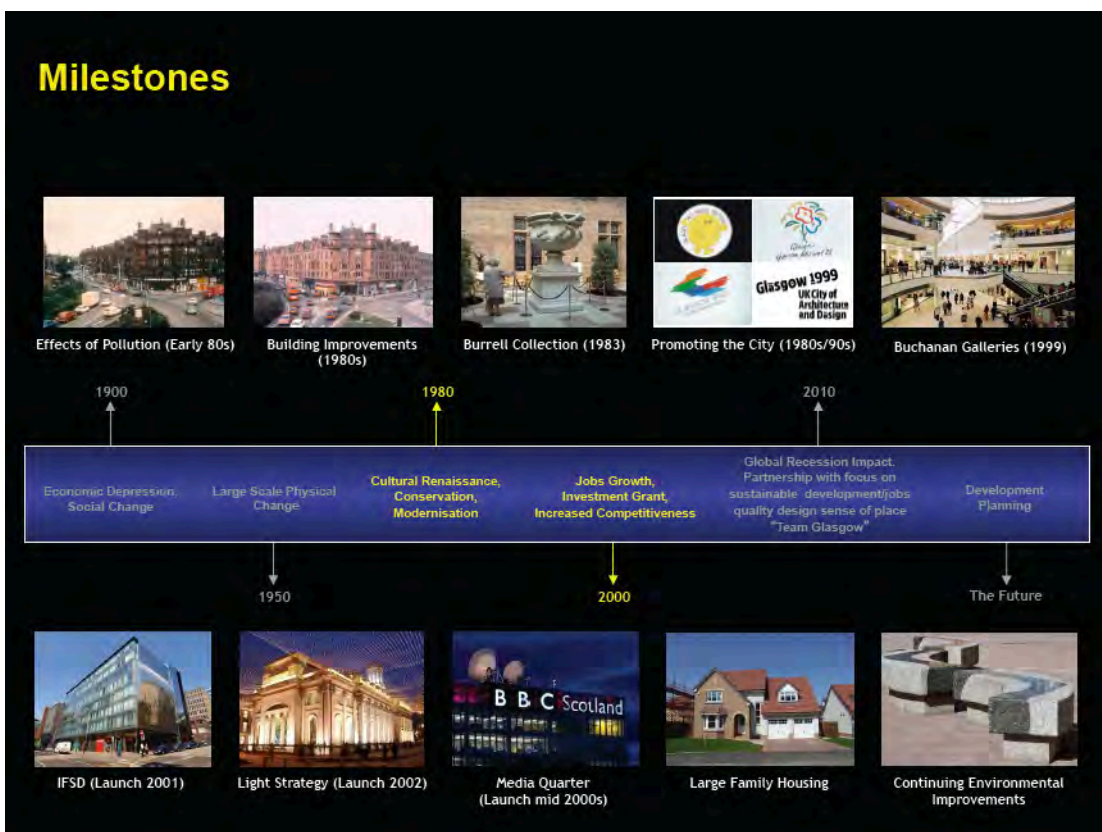 Milestones
Glasgow 1999
UK City of
Architecture
and Design
Effects of Pollution (Early 80s)
Building Improvements
(1980s)
Burrell Collection (1983)
Promoting the City (1980s/90s)
Buchanan Galleries (1999)
1900
1980
2010
Economic Depression,
Social Change
Large Scale Physical
Change
Cultural Renaissance,
Conservation,
Modernisation
Jobs Growth,
Investment Grant,
Increased Competitiveness
Global Recession Impact.
Partnership with focus on
sustainable development/jobs
quality design sense of place
"Team Glasgow"
Development
Planning
1950
2000
The Future
BBC Scotland
IFSD (Launch 2001)
Light Strategy (Launch 2002)
Media Quarter
(Launch mid 2000s)
Large Family Housing
Continuing Environmental
Improvements